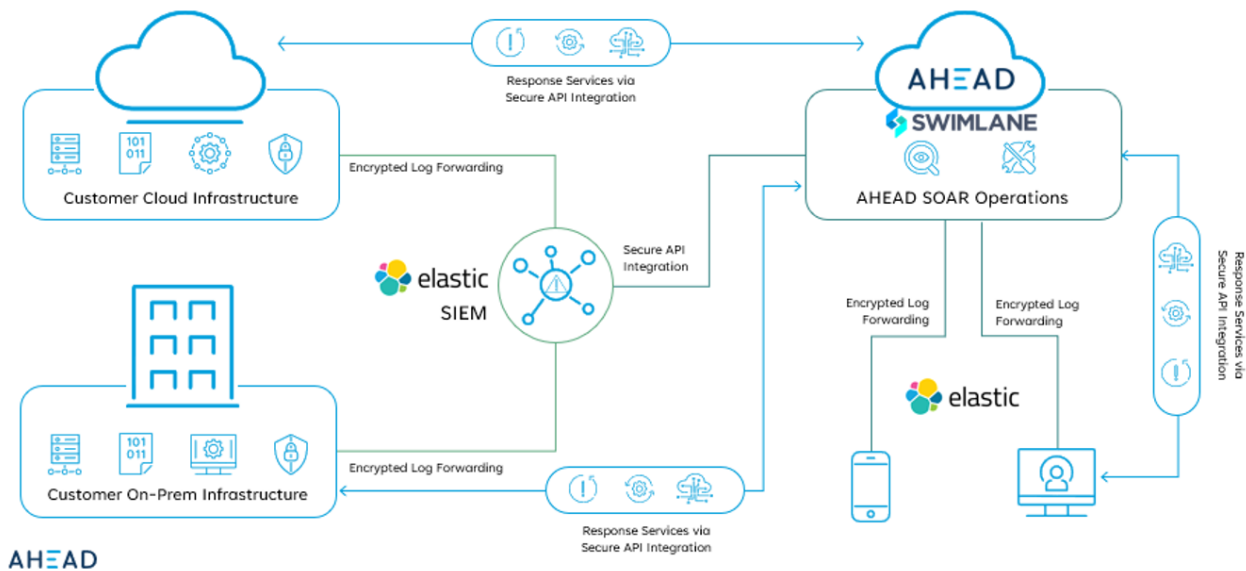 Response Services via
Secure API Integration
AHEAD
SWIMLANE
101
011
Customer Cloud Infrastructure
Encrypted Log Forwarding
AHEAD SOAR Operations
elastic
SIEM
Secure API
Integration
Encrypted Log
Forwarding
Encrypted Log
Forwarding
Response Services via
Secure API Integration
elastic
101
011
Customer On-Prem Infrastructure
Encrypted Log Forwarding
Response Services via
Secure API Integration
AHEAD